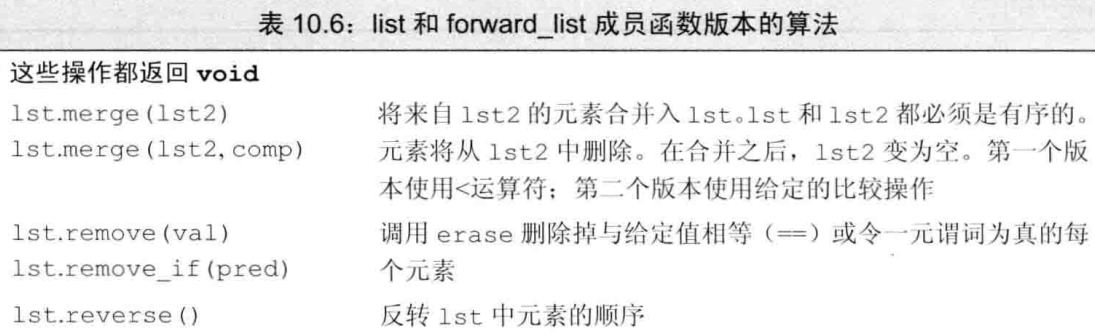 表 10.6：list 和 forward_list 成员函数版本的算法
这些操作都返回 void
lst.merge(lst2) 将来自 lst2 的元素合并入 lst。lst 和 lst2 都必须是有序的。
lst.merge(lst2,comp) 元素将从 lst2 中删除。在合并之后，lst2 变为空。第一个版
本使用<运算符；第二个版本使用给定的比较操作
lst.remove(val) 调用 erase 删除掉与给定值相等（==）或令一元谓词为真的每
lst.remove_if(pred) 个元素
lst.reverse() 反转 lst 中元素的顺序